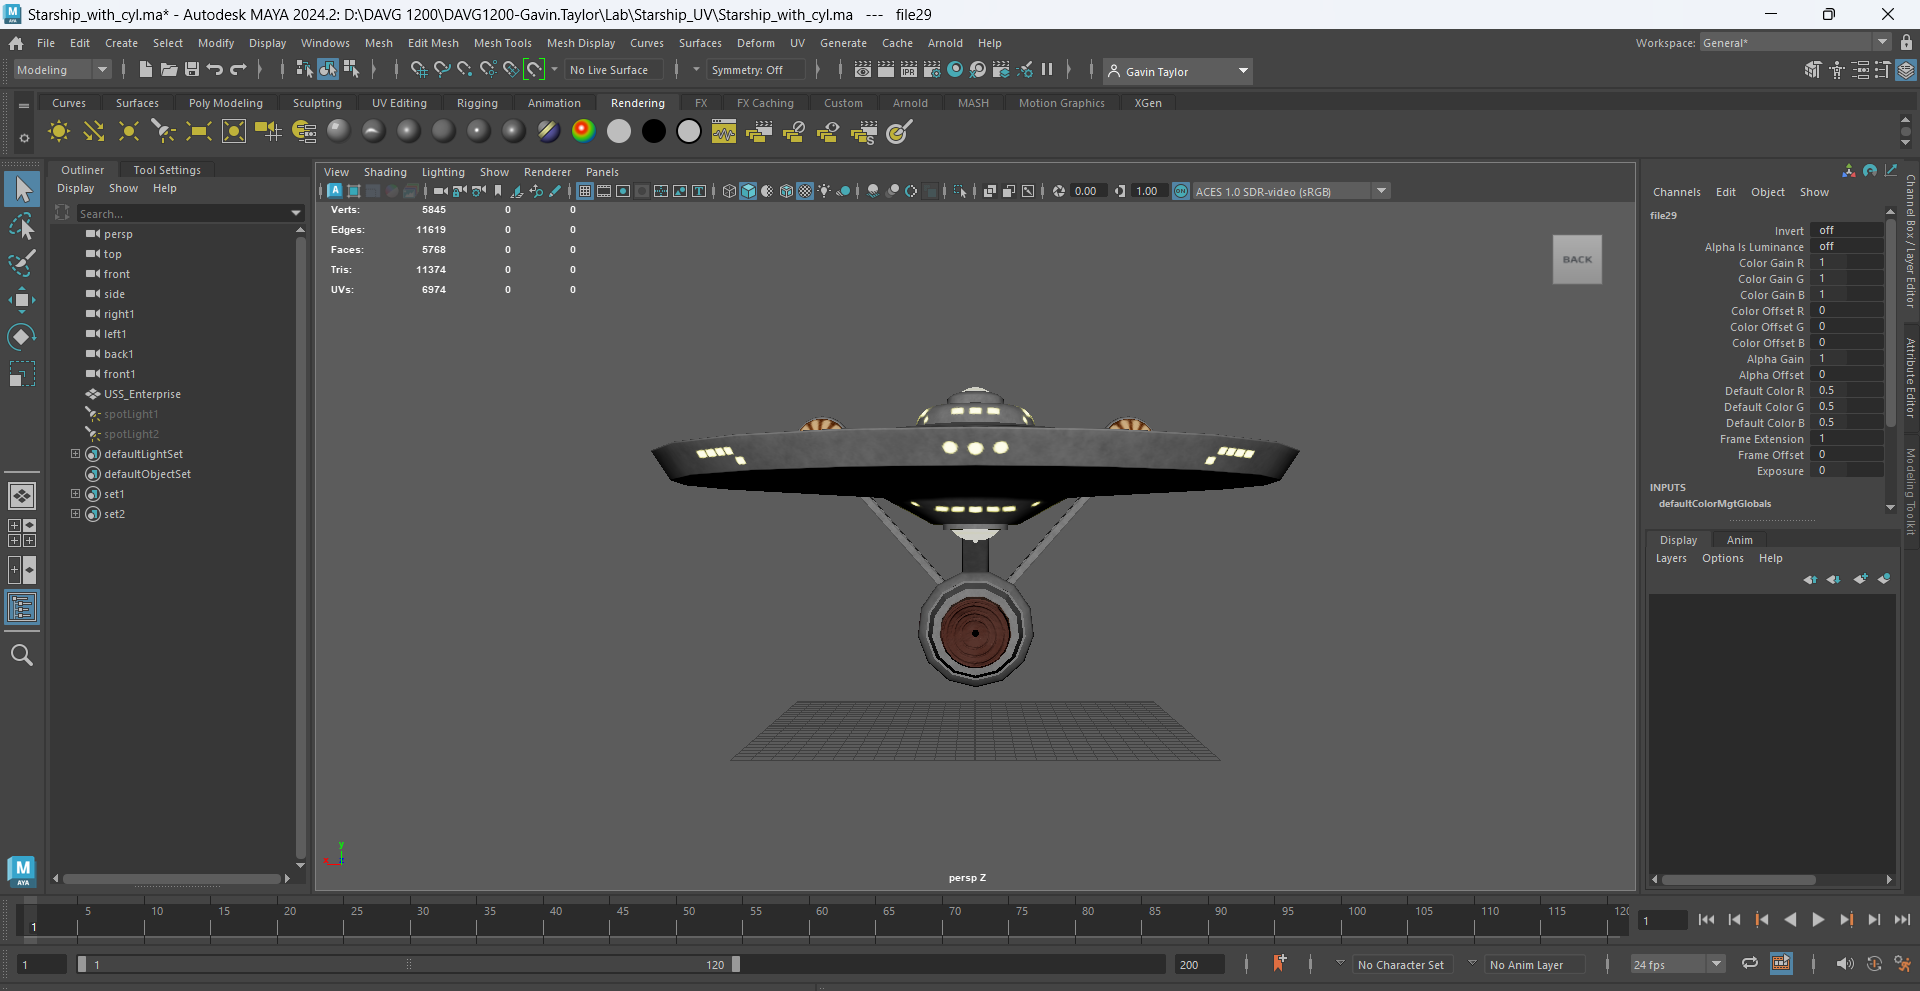 Starship_with_cyl.ma* - Autodesk MAYA 2024.2: D:\DAVG 1200\DAVG1200-Gavin.Taylor\Lab\Starship_UV\Starship_with_cyl.ma --- file29
File Edit Create Select Modify Display Windows Mesh Edit Mesh Mesh Tools Mesh Display Curves Surfaces Deform UV Generate Cache Arnold Help Workspace: General*
Modeling No Live Surface Symmetry: Off Gavin Taylor
Curves Surfaces Poly Modeling Sculpting UV Editing Rigging Animation Rendering FX FX Caching Custom Arnold MASH Motion Graphics XGen
Outliner Tool Settings
Display Show Help
Search...
persp
top
front
side
right1
left1
back1
front1
USS_Enterprise
spotLight1
spotLight2
defaultLightSet
defaultObjectSet
set1
set2
View Shading Lighting Show Renderer Panels
0.00 1.00 ON ACES 1.0 SDR-video (sRGB)
Verts: 5845 0 0
Edges: 11619 0 0
Faces: 5768 0 0
Tris: 11374 0 0
UVs: 6974 0 0
BACK
y
x
z
persp Z
Channels Edit Object Show
file29
Invert off
Alpha Is Luminance off
Color Gain R 1
Color Gain G 1
Color Gain B 1
Color Offset R 0
Color Offset G 0
Color Offset B 0
Alpha Gain 1
Alpha Offset 0
Default Color R 0.5
Default Color G 0.5
Default Color B 0.5
Frame Extension 1
Frame Offset 0
Exposure 0
INPUTS
defaultColorMgtGlobals
Display Anim
Layers Options Help
Channel Box / Layer Editor
Attribute Editor
Modeling Toolkit
M
AYA
5 10 15 20 25 30 35 40 45 50 55 60 65 70 75 80 85 90 95 100 105 110 115 120
1
1
1 1 120 200 No Character Set No Anim Layer 24 fps